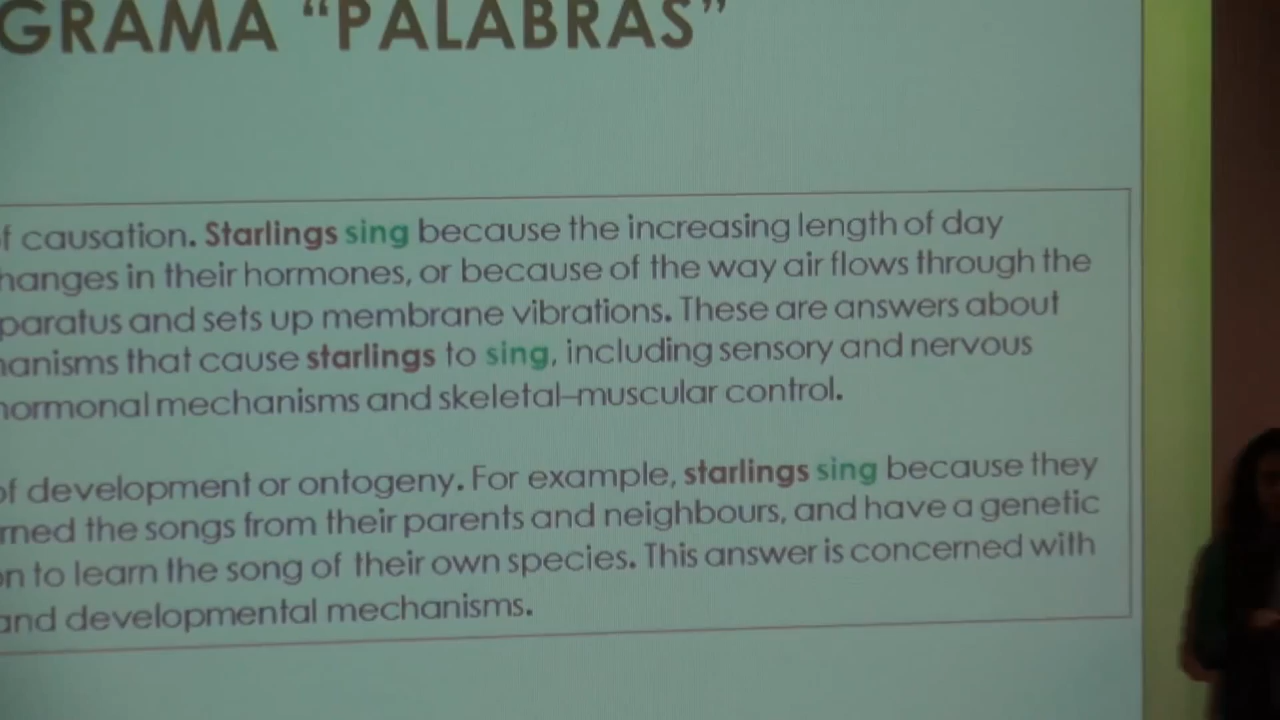 GRAMA “PALABRAS”
f causation. Starlings sing because the increasing length of day
hanges in their hormones, or because of the way air flows through the
paratus and sets up membrane vibrations. These are answers about
hanisms that cause starlings to sing, including sensory and nervous
hormonal mechanisms and skeletal–muscular control.
of development or ontogeny. For example, starlings sing because they
rned the songs from their parents and neighbours, and have a genetic
on to learn the song of their own species. This answer is concerned with
and developmental mechanisms.